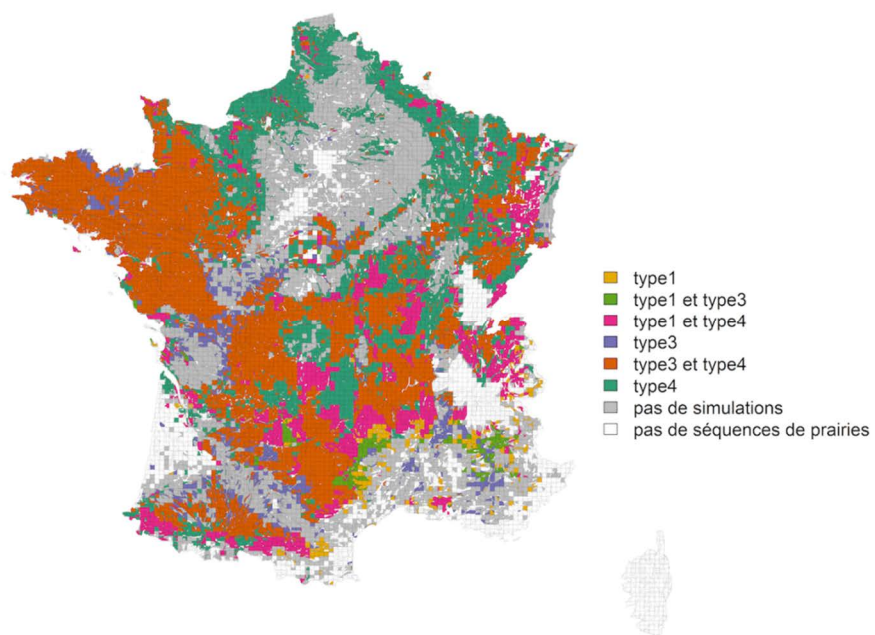 type1
type1 et type3
type1 et type4
type3
type3 et type4
type4
pas de simulations
pas de séquences de prairies